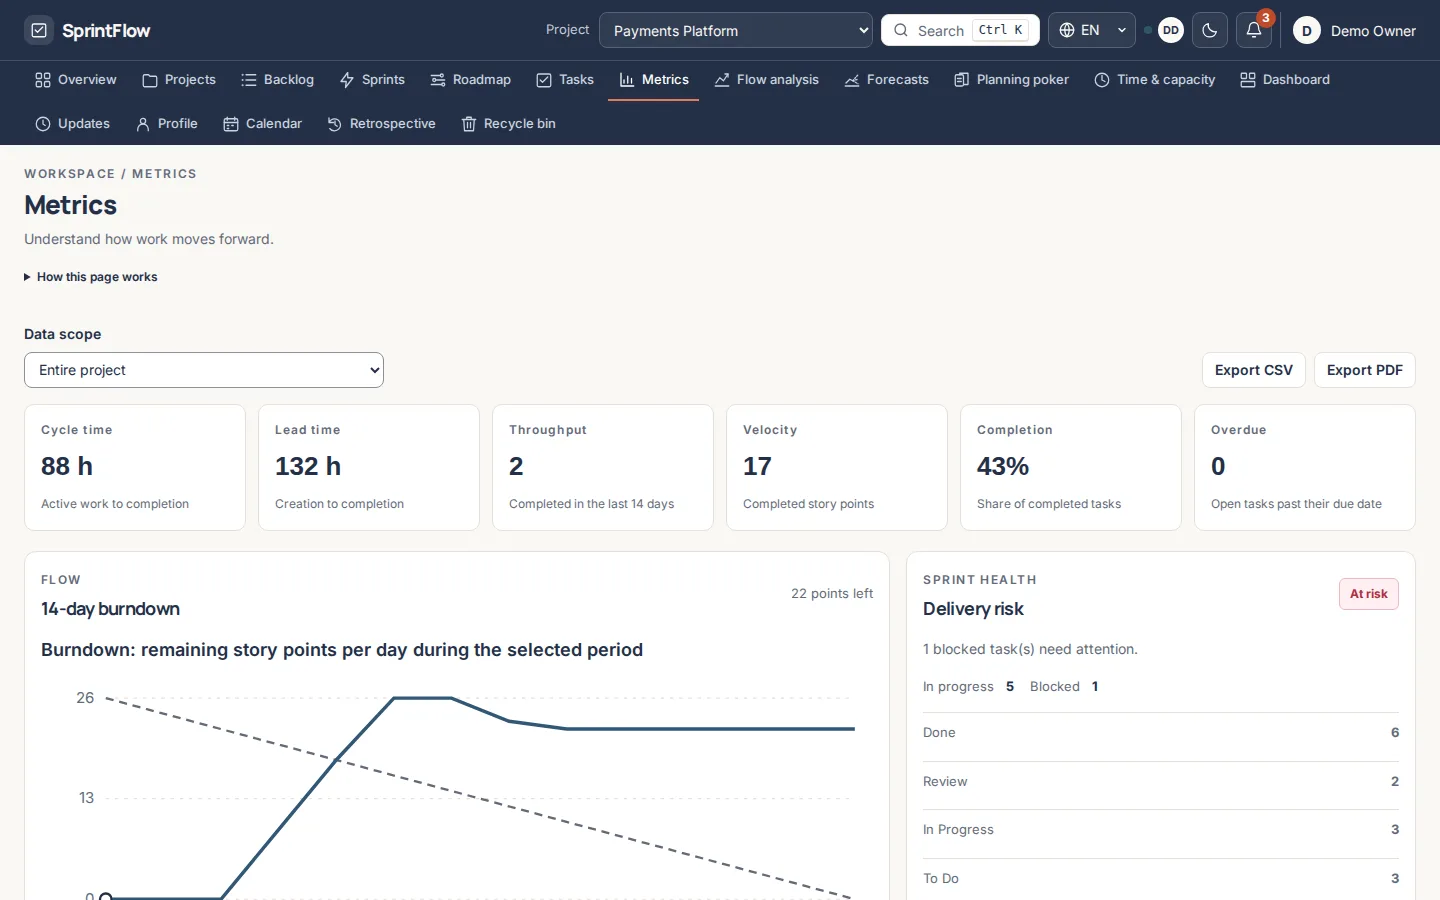 SprintFlow
Project Payments Platform Search Ctrl K EN DD 3 D Demo Owner
Overview Projects Backlog Sprints Roadmap Tasks Metrics Flow analysis Forecasts Planning poker Time & capacity Dashboard
Updates Profile Calendar Retrospective Recycle bin
WORKSPACE / METRICS
Metrics
Understand how work moves forward.
How this page works
Data scope
Entire project
Export CSV Export PDF
Cycle time
88 h
Active work to completion
Lead time
132 h
Creation to completion
Throughput
2
Completed in the last 14 days
Velocity
17
Completed story points
Completion
43%
Share of completed tasks
Overdue
0
Open tasks past their due date
FLOW
14-day burndown
22 points left
Burndown: remaining story points per day during the selected period
26
13
0
SPRINT HEALTH
Delivery risk
At risk
1 blocked task(s) need attention.
In progress 5 Blocked 1
Done 6
Review 2
In Progress 3
To Do 3